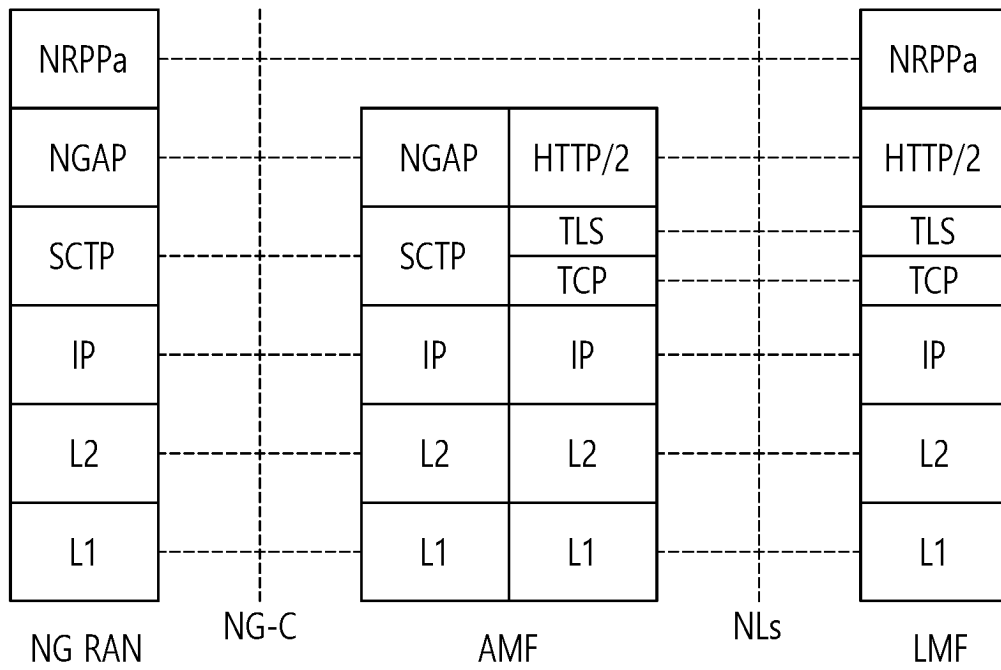 NRPPa NRPPa
NGAP NGAP HTTP/2 HTTP/2
SCTP SCTP TLS TLS
TCP TCP
IP IP IP IP
L2 L2 L2 L2
L1 L1 L1 L1
NG-C NLs
NG RAN AMF LMF